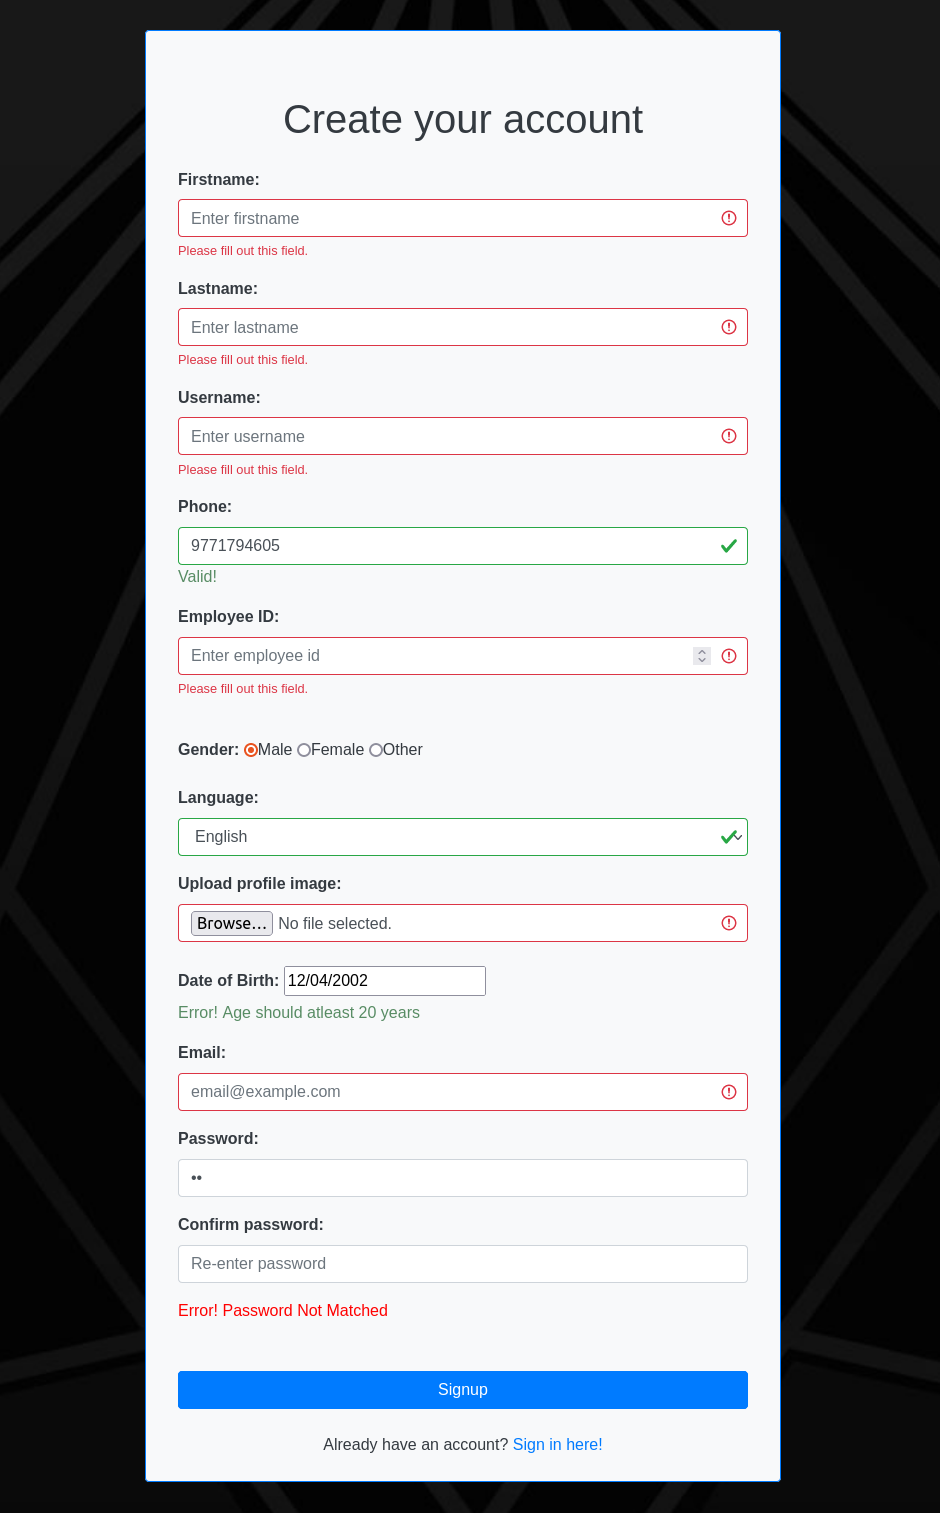 Create your account
Firstname:
Enter firstname
Please fill out this field.
Lastname:
Enter lastname
Please fill out this field.
Username:
Enter username
Please fill out this field.
Phone:
9771794605
Valid!
Employee ID:
Enter employee id
Please fill out this field.
Gender: Male Female Other
Language:
English
Upload profile image:
Browse... No file selected.
Date of Birth: 12/04/2002
Error! Age should atleast 20 years
Email:
email@example.com
Password:
••
Confirm password:
Re-enter password
Error! Password Not Matched
Signup
Already have an account? Sign in here!